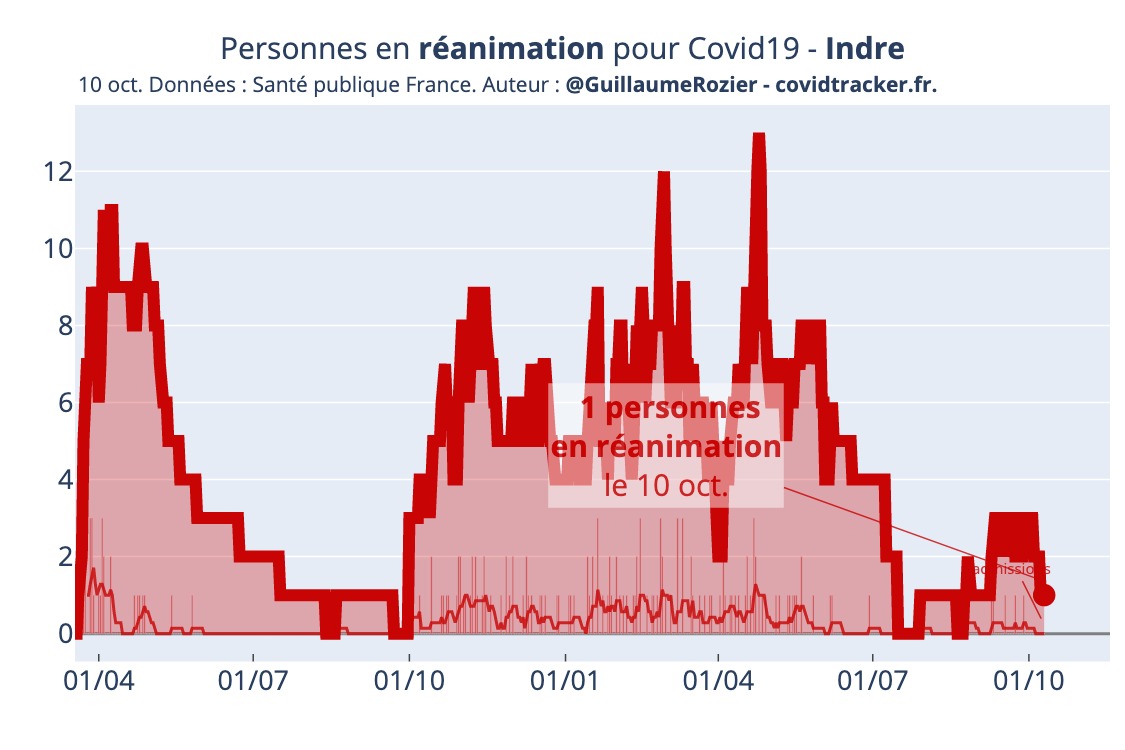 Personnes en réanimation pour Covid19 - Indre
10 oct. Données : Santé publique France. Auteur : @GuillaumeRozier - covidtracker.fr.
12
10
8
6
4
2
0
1 personnes
en réanimation
le 10 oct.
admissions
01/04
01/07
01/10
01/01
01/04
01/07
01/10